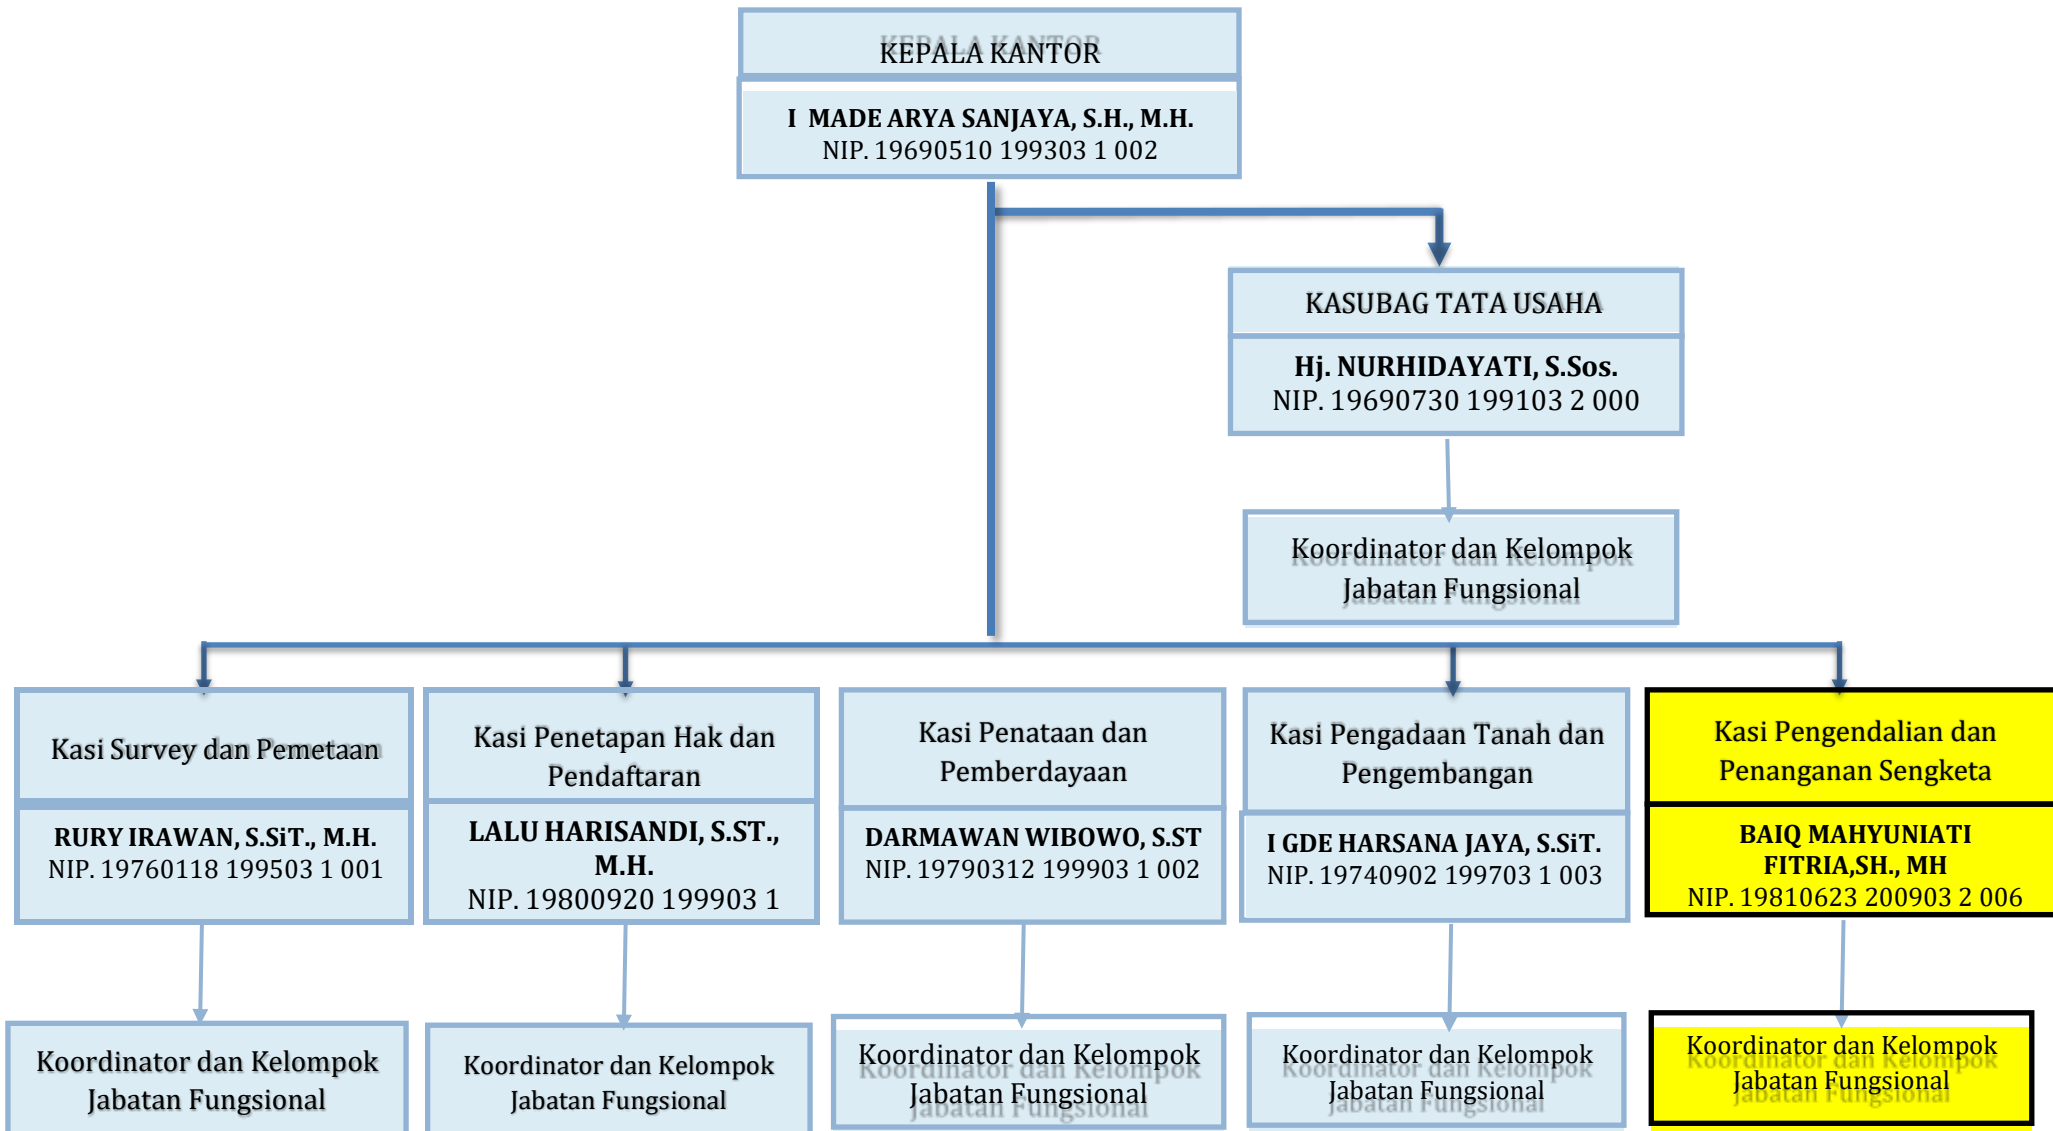 KEPALA KANTOR
I MADE ARYA SANJAYA, S.H., M.H.
NIP. 19690510 199303 1 002
KASUBAG TATA USAHA
Hj. NURHIDAYATI, S.Sos.
NIP. 19690730 199103 2 000
Koordinator dan Kelompok
Jabatan Fungsional
Kasi Survey dan Pemetaan
RURY IRAWAN, S.SiT., M.H.
NIP. 19760118 199503 1 001
Kasi Penetapan Hak dan
Pendaftaran
LALU HARISANDI, S.ST.,
M.H.
NIP. 19800920 199903 1
Kasi Penataan dan
Pemberdayaan
DARMAWAN WIBOWO, S.ST
NIP. 19790312 199903 1 002
Kasi Pengadaan Tanah dan
Pengembangan
I GDE HARSANA JAYA, S.SiT.
NIP. 19740902 199703 1 003
Kasi Pengendalian dan
Penanganan Sengketa
BAIQ MAHYUNIATI
FITRIA,SH., MH
NIP. 19810623 200903 2 006
Koordinator dan Kelompok
Jabatan Fungsional
Koordinator dan Kelompok
Jabatan Fungsional
Koordinator dan Kelompok
Jabatan Fungsional
Koordinator dan Kelompok
Jabatan Fungsional
Koordinator dan Kelompok
Jabatan Fungsional